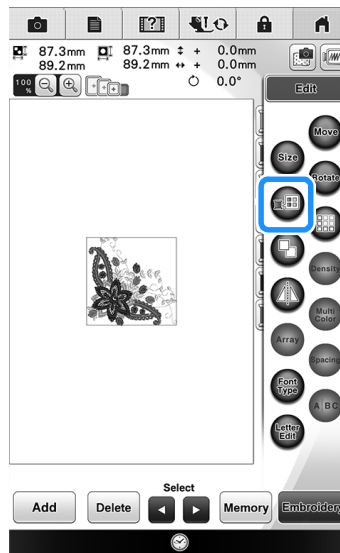 87.3mm 87.3mm + 0.0mm
89.2mm 89.2mm + 0.0mm
100 % 0.0°
Edit
Move
Size
Rotate
Density
Multi Color
Array
Spacing
Font Type
A BC
Letter Edit
Select
Add Delete Memory Embroidery